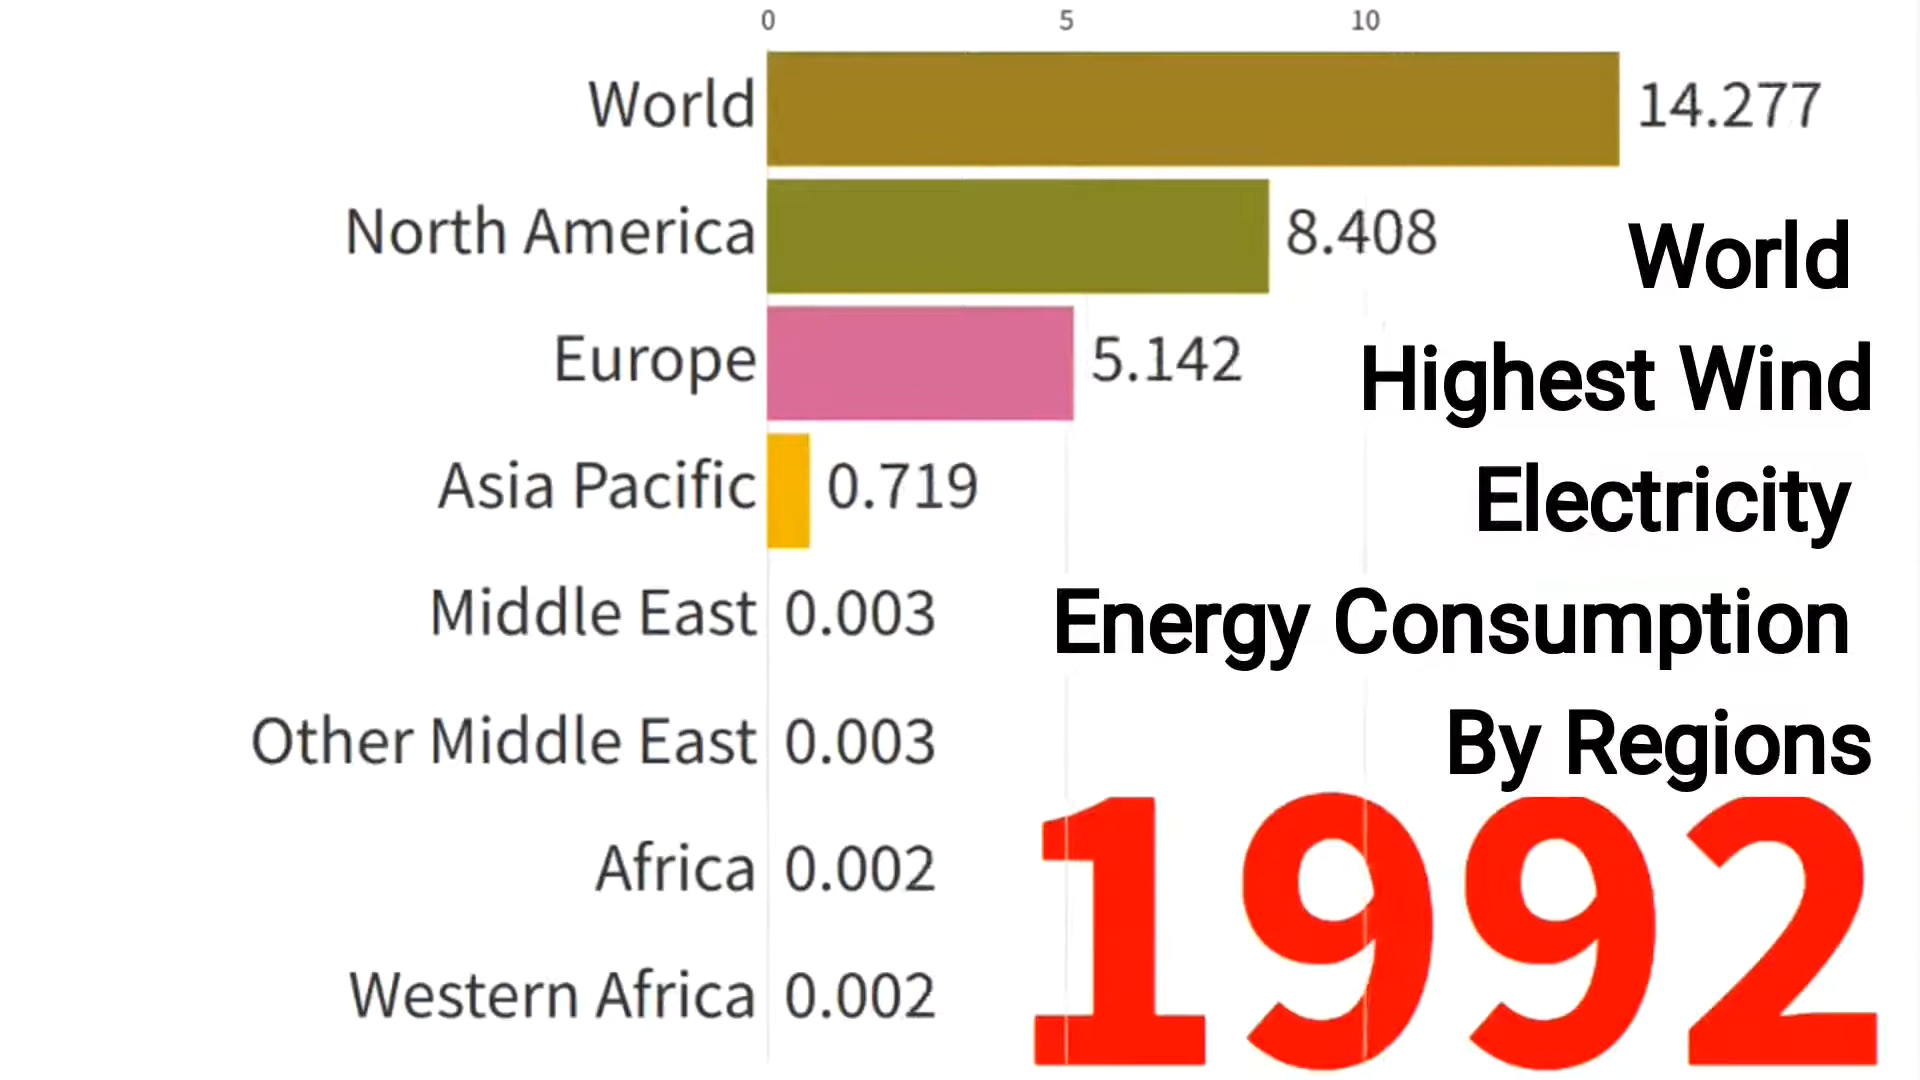 0 5 10
World 14.277
North America 8.408
Europe 5.142
Asia Pacific 0.719
Middle East 0.003
Other Middle East 0.003
Africa 0.002
Western Africa 0.002
World
Highest Wind
Electricity
Energy Consumption
By Regions
1992